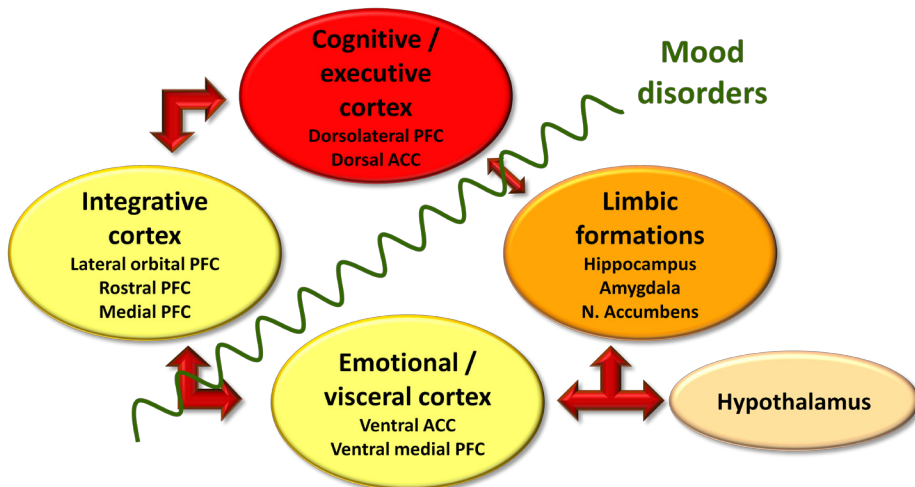 Cognitive /
executive
cortex
Dorsolateral PFC
Dorsal ACC
Mood
disorders
Integrative
cortex
Lateral orbital PFC
Rostral PFC
Medial PFC
Limbic
formations
Hippocampus
Amygdala
N. Accumbens
Emotional /
visceral cortex
Ventral ACC
Ventral medial PFC
Hypothalamus